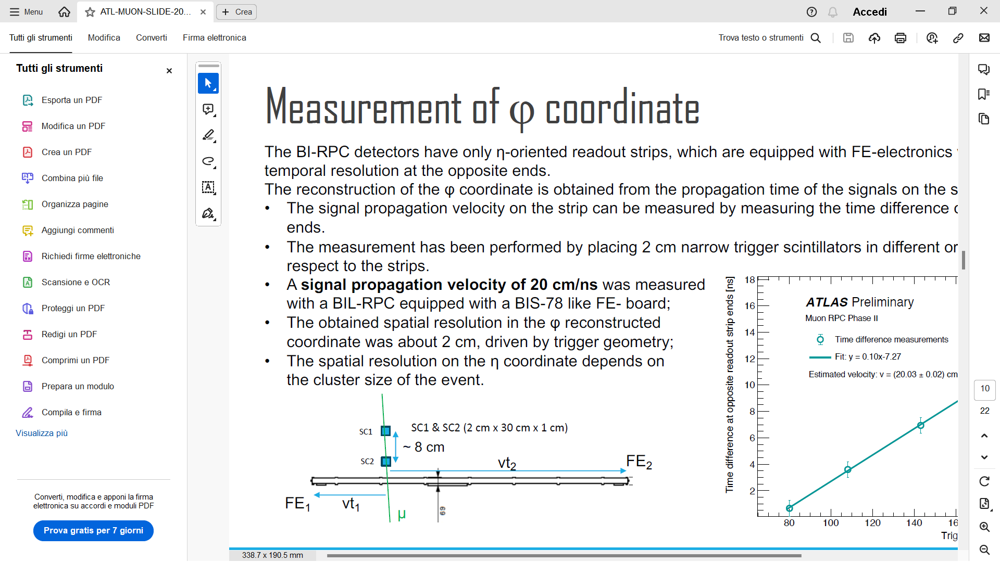 Menu
ATL-MUON-SLIDE-20...
Crea
Accedi
Tutti gli strumenti
Modifica
Converti
Firma elettronica
Trova testo o strumenti
Tutti gli strumenti
Esporta un PDF
Modifica un PDF
Crea un PDF
Combina più file
Organizza pagine
Aggiungi commenti
Richiedi firme elettroniche
Scansione e OCR
Proteggi un PDF
Redigi un PDF
Comprimi un PDF
Prepara un modulo
Compila e firma
Visualizza più
Converti, modifica e apponi la firma
elettronica su accordi e moduli PDF
Prova gratis per 7 giorni
Measurement of φ coordinate
The BI-RPC detectors have only η-oriented readout strips, which are equipped with FE-electronics
temporal resolution at the opposite ends.
The reconstruction of the φ coordinate is obtained from the propagation time of the signals on the s
• The signal propagation velocity on the strip can be measured by measuring the time difference
ends.
• The measurement has been performed by placing 2 cm narrow trigger scintillators in different or
respect to the strips.
• A signal propagation velocity of 20 cm/ns was measured
with a BIL-RPC equipped with a BIS-78 like FE- board;
• The obtained spatial resolution in the φ reconstructed
coordinate was about 2 cm, driven by trigger geometry;
• The spatial resolution on the η coordinate depends on
the cluster size of the event.
SC1
SC1 & SC2 (2 cm x 30 cm x 1 cm)
~ 8 cm
SC2
vt2
FE2
FE1
vt1
μ
69
Time difference at opposite readout strip ends [ns]
18
16
14
12
10
8
6
4
2
ATLAS Preliminary
Muon RPC Phase II
Time difference measurements
Fit: y = 0.10x-7.27
Estimated velocity: v = (20.03 ± 0.02) cm
80 100 120 140 16
Trig
10
22
338.7 x 190.5 mm